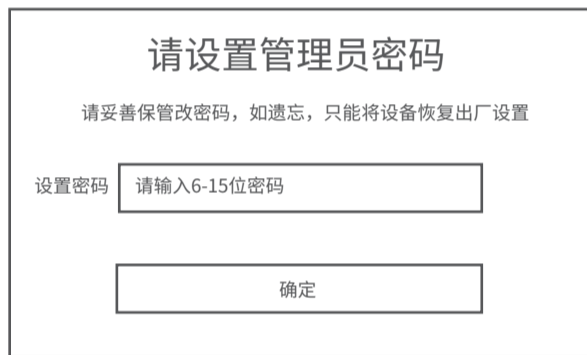 请设置管理员密码
请妥善保管改密码，如遗忘，只能将设备恢复出厂设置
设置密码 请输入6-15位密码
确定